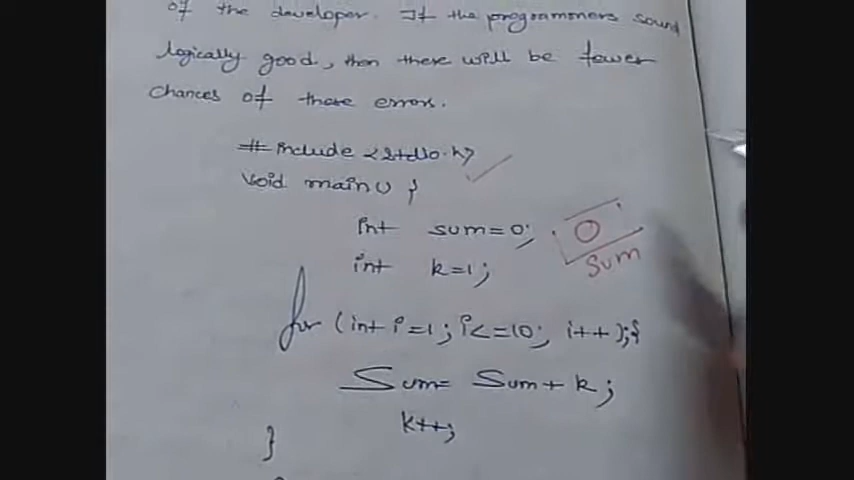 of the developer. If the programmers sound
logically good, then there will be fewer
chances of these errors.
# include <stdio.h>
void main() {
int sum=0;
0
Sum
int k=1;
for (int i=1; i<=10; i++);{
Sum= Sum+k;
k++;
}